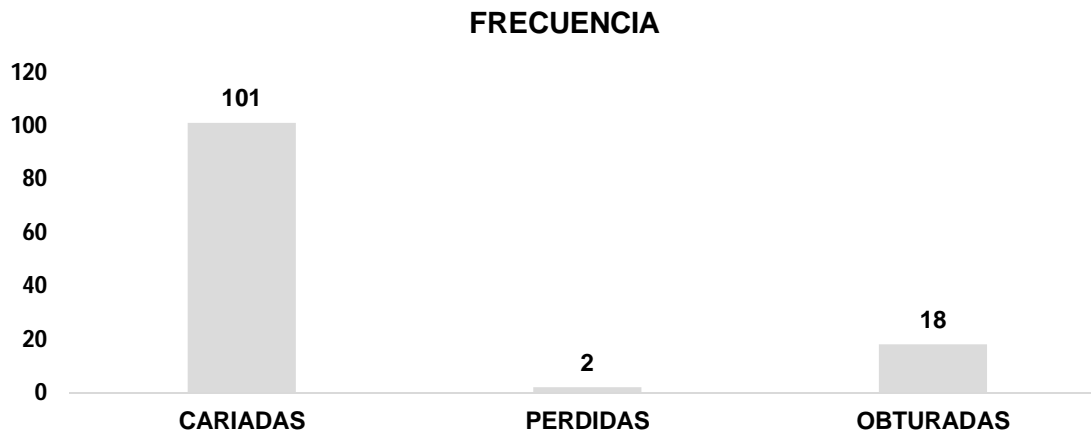 FRECUENCIA
120
100
80
60
40
20
0
101
2
18
CARIADAS
PERDIDAS
OBTURADAS